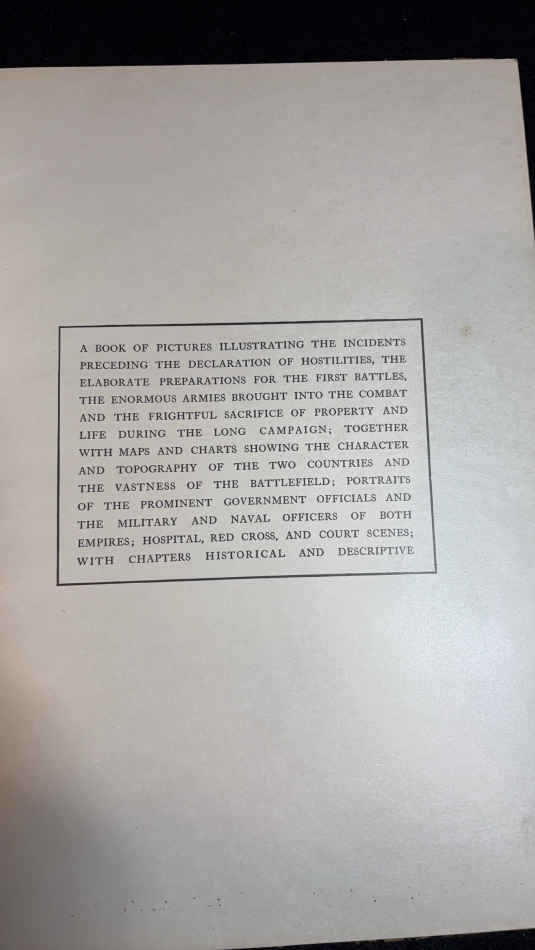 A BOOK OF PICTURES ILLUSTRATING THE INCIDENTS
PRECEDING THE DECLARATION OF HOSTILITIES, THE
ELABORATE PREPARATIONS FOR THE FIRST BATTLES,
THE ENORMOUS ARMIES BROUGHT INTO THE COMBAT
AND THE FRIGHTFUL SACRIFICE OF PROPERTY AND
LIFE DURING THE LONG CAMPAIGN; TOGETHER
WITH MAPS AND CHARTS SHOWING THE CHARACTER
AND TOPOGRAPHY OF THE TWO COUNTRIES AND
THE VASTNESS OF THE BATTLEFIELD; PORTRAITS
OF THE PROMINENT GOVERNMENT OFFICIALS AND
THE MILITARY AND NAVAL OFFICERS OF BOTH
EMPIRES; HOSPITAL, RED CROSS, AND COURT SCENES;
WITH CHAPTERS HISTORICAL AND DESCRIPTIVE